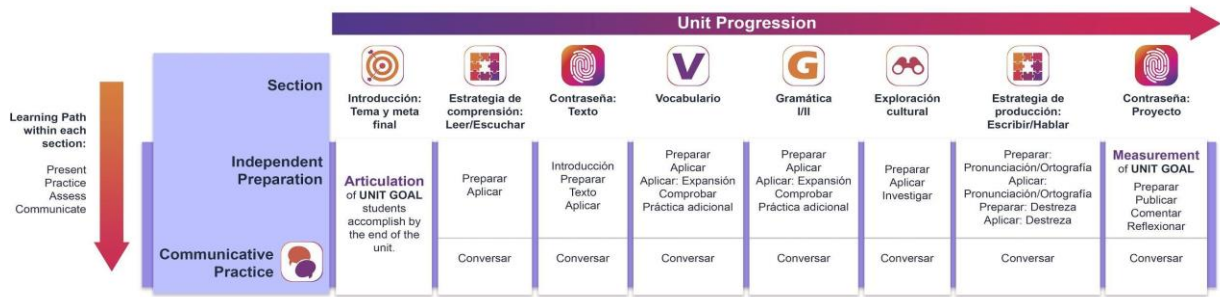 Unit Progression
Section
Introducción:
Tema y meta
final
Estrategia de
comprensión:
Leer/Escuchar
Contraseña:
Texto
V
Vocabulario
G
Gramática
I/II
Exploración
cultural
Estrategia de
producción:
Escribir/Hablar
Contraseña:
Proyecto
Learning Path
within each
section:
Present
Practice
Assess
Communicate
Independent
Preparation
Articulation
of UNIT GOAL
students
accomplish by
the end of the
unit.
Preparar
Aplicar
Introducción
Preparar
Texto
Aplicar
Preparar
Aplicar
Aplicar: Expansión
Comprobar
Práctica adicional
Preparar
Aplicar
Aplicar: Expansión
Comprobar
Práctica adicional
Preparar
Aplicar
Investigar
Preparar:
Pronunciación/Ortografía
Aplicar:
Pronunciación/Ortografía
Preparar: Destreza
Aplicar: Destreza
Measurement
of UNIT GOAL
Preparar
Publicar
Comentar
Reflexionar
Communicative
Practice
Conversar
Conversar
Conversar
Conversar
Conversar
Conversar
Conversar